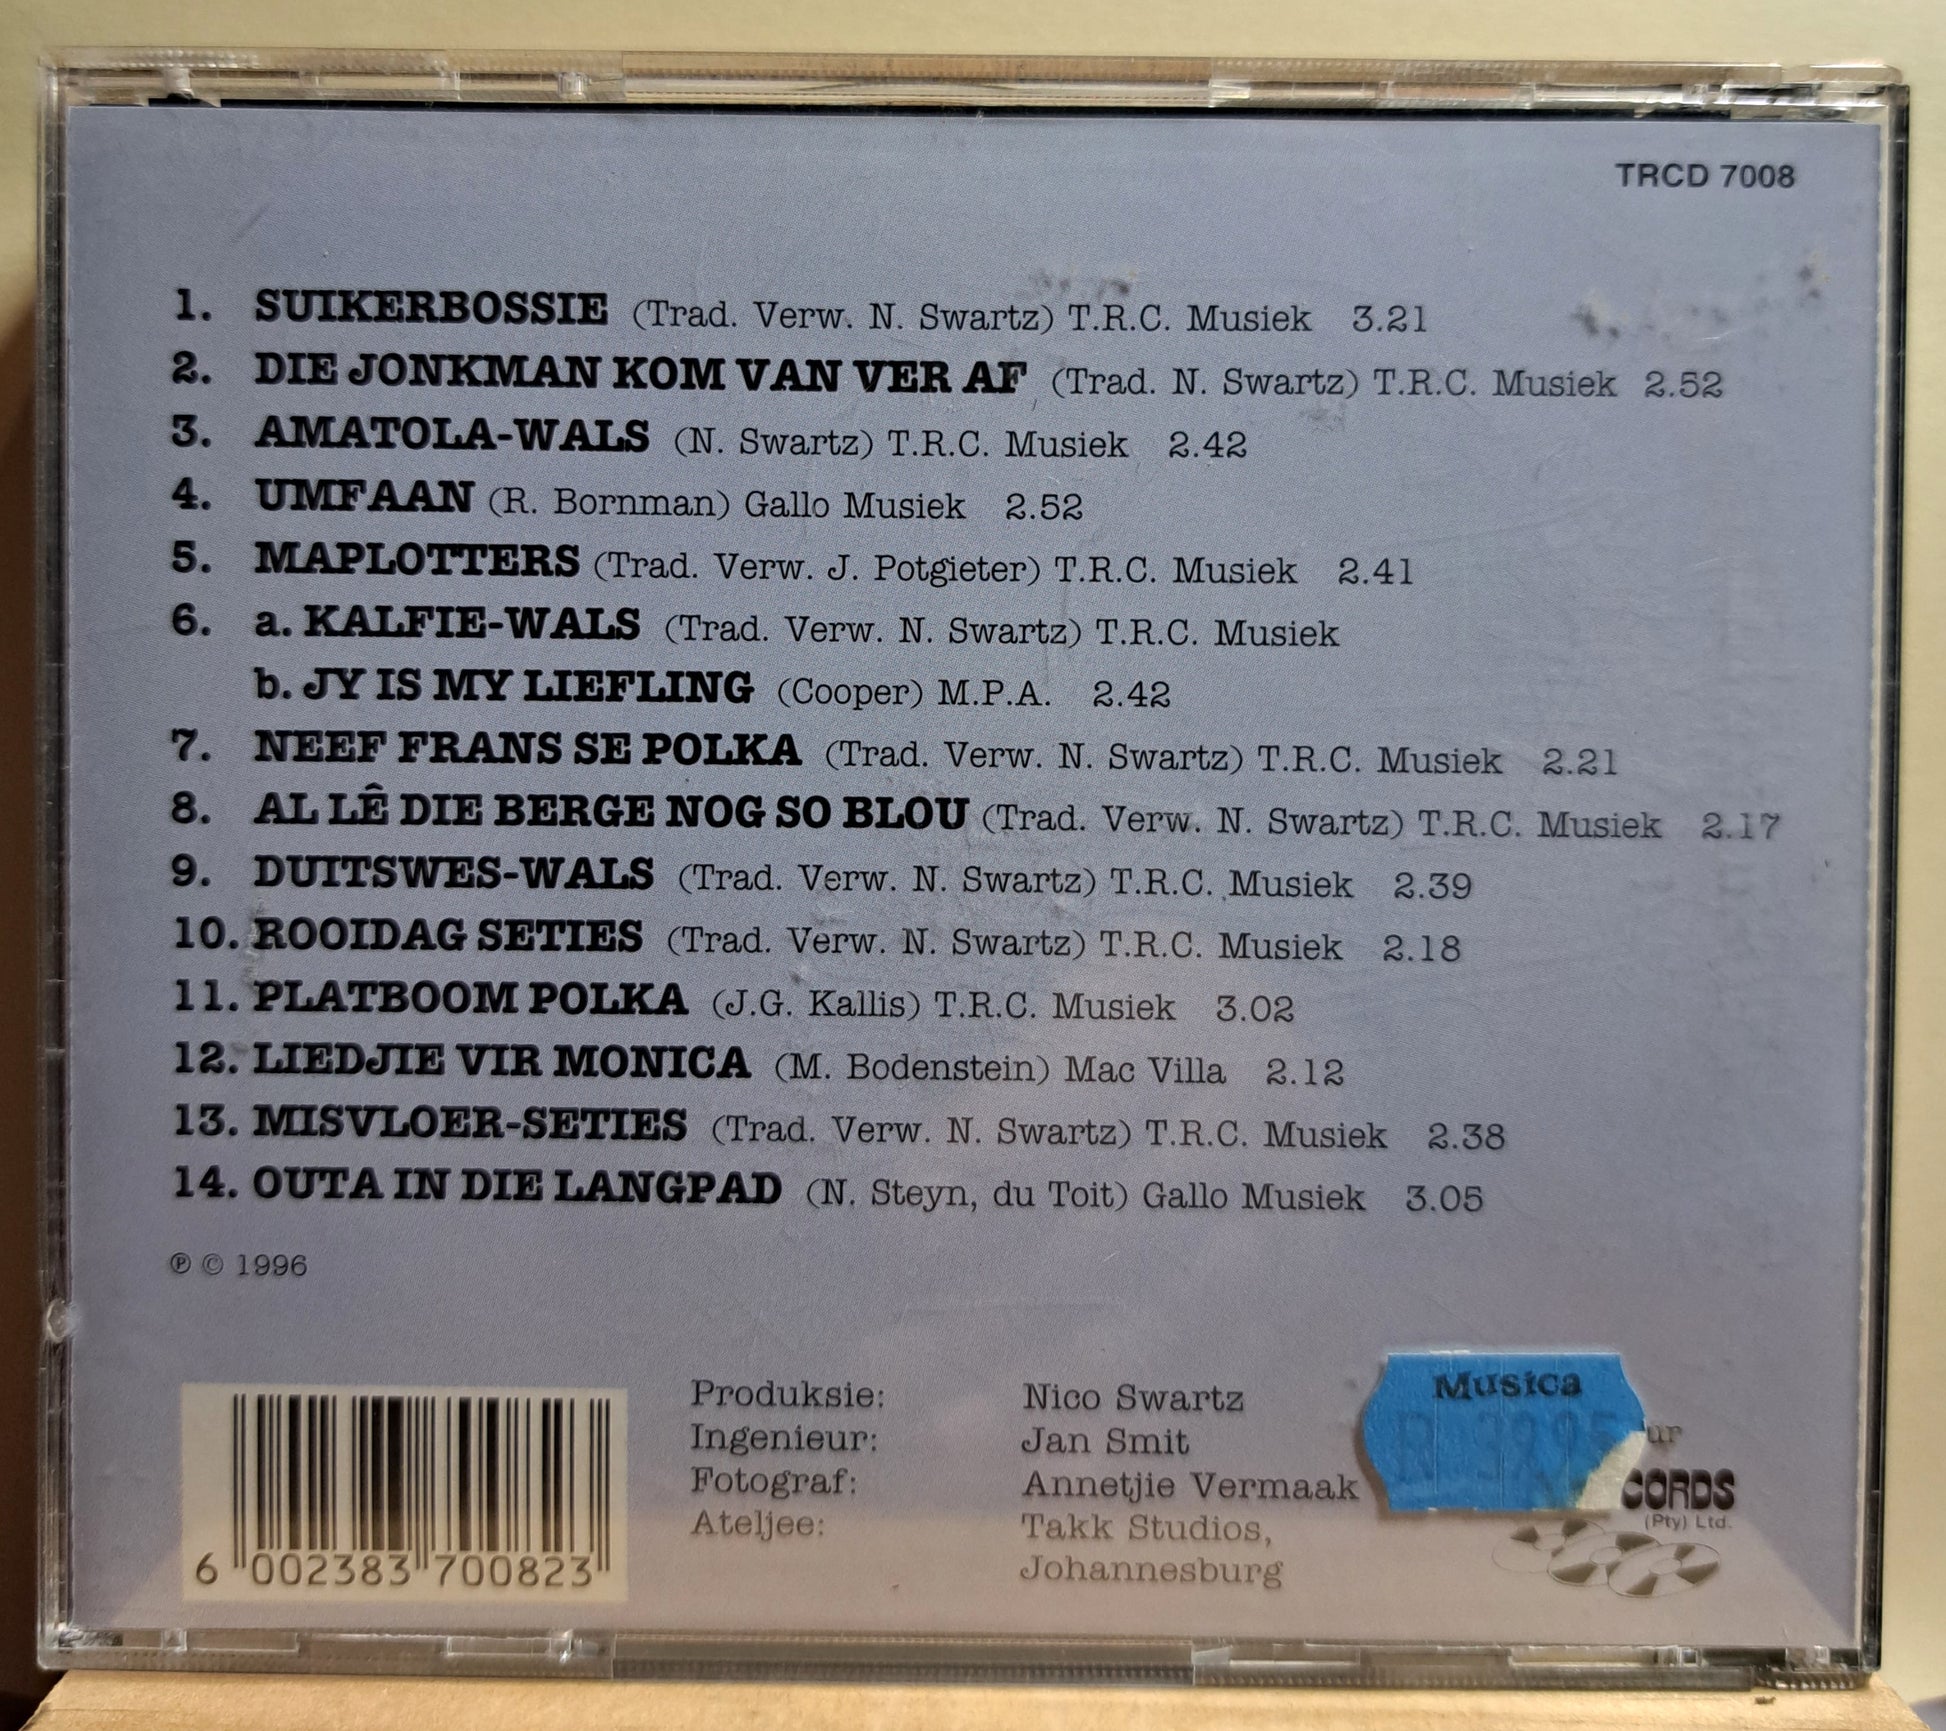 TRCD 7008
1. SUIKERBOSSIE (Trad. Verw. N. Swartz) T.R.C. Musiek 3.21
2. DIE JONKMAN KOM VAN VER AF (Trad. N. Swartz) T.R.C. Musiek 2.52
3. AMATOLA-WALS (N. Swartz) T.R.C. Musiek 2.42
4. UMFAAN (R. Bornman) Gallo Musiek 2.52
5. MAPLOTTERS (Trad. Verw. J. Potgieter) T.R.C. Musiek 2.41
6. a. KALFIE-WALS (Trad. Verw. N. Swartz) T.R.C. Musiek
b. JY IS MY LIEFLING (Cooper) M.P.A. 2.42
7. NEEF FRANS SE POLKA (Trad. Verw. N. Swartz) T.R.C. Musiek 2.21
8. AL LÊ DIE BERGE NOG SO BLOU (Trad. Verw. N. Swartz) T.R.C. Musiek 2.17
9. DUITSWES-WALS (Trad. Verw. N. Swartz) T.R.C. Musiek 2.39
10. ROOIDAG SETIES (Trad. Verw. N. Swartz) T.R.C. Musiek 2.18
11. PLATBOOM POLKA (J.G. Kallis) T.R.C. Musiek 3.02
12. LIEDJIE VIR MONICA (M. Bodenstein) Mac Villa 2.12
13. MISVLOER-SETIES (Trad. Verw. N. Swartz) T.R.C. Musiek 2.38
14. OUTA IN DIE LANGPAD (N. Steyn, du Toit) Gallo Musiek 3.05
℗ © 1996
6 002383 700823
Produksie: Nico Swartz
Ingenieur: Jan Smit
Fotograf: Annetjie Vermaak
Ateljee: Takk Studios,
Johannesburg
Musica
(Pty) Ltd.